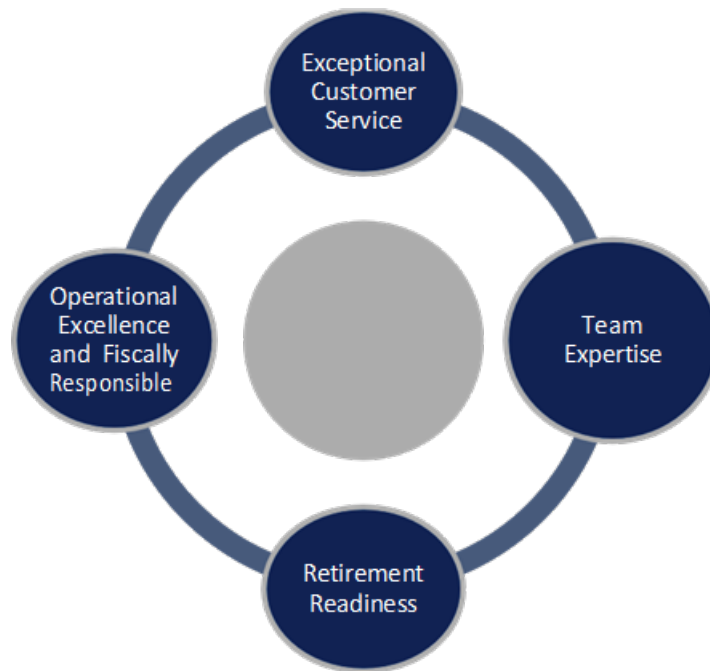 Exceptional
Customer
Service
Operational
Excellence
and Fiscally
Responsible
Team
Expertise
Retirement
Readiness